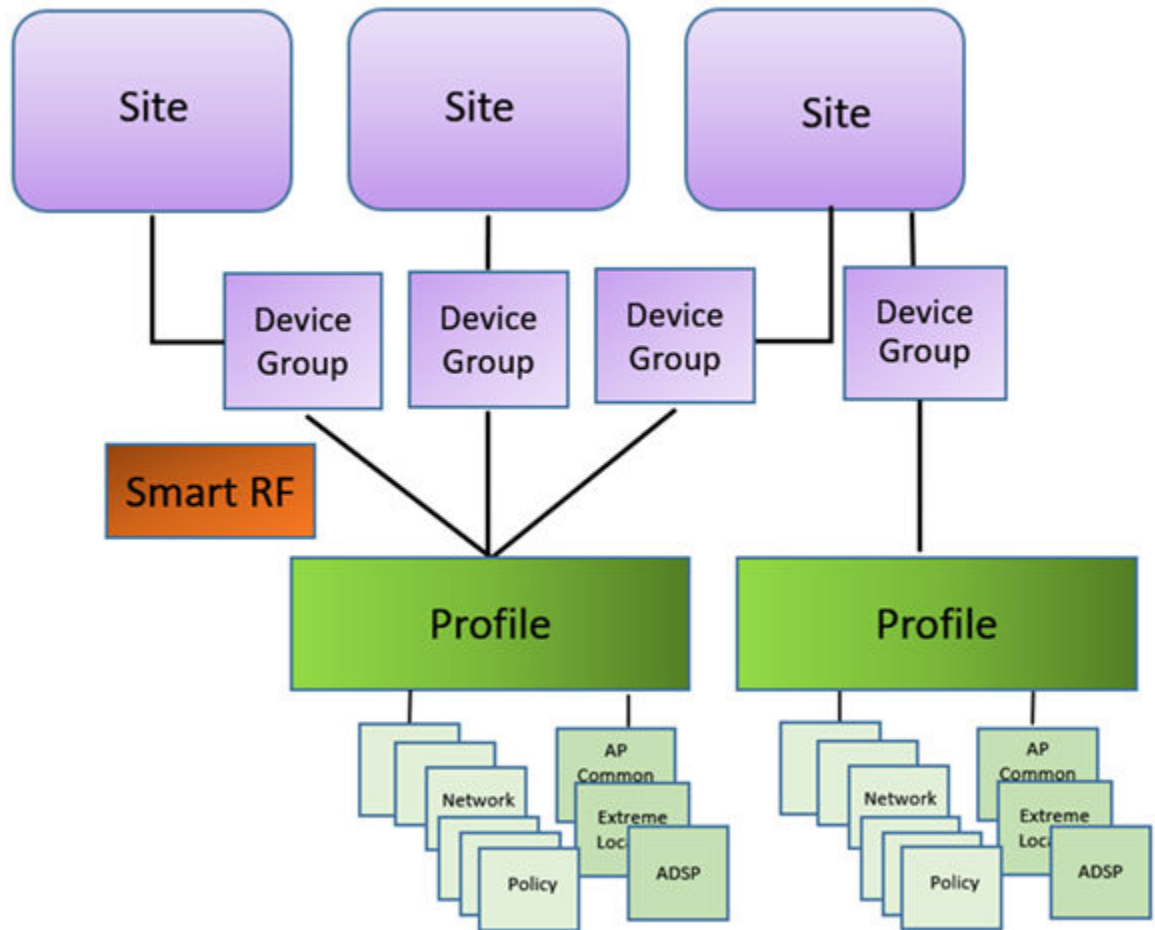 Site
Site
Site
Device
Group
Device
Group
Device
Group
Device
Group
Smart RF
Profile
Profile
AP
Common
Network
Extreme
ADSP
Policy
AP
Common
Network
Extreme
ADSP
Policy